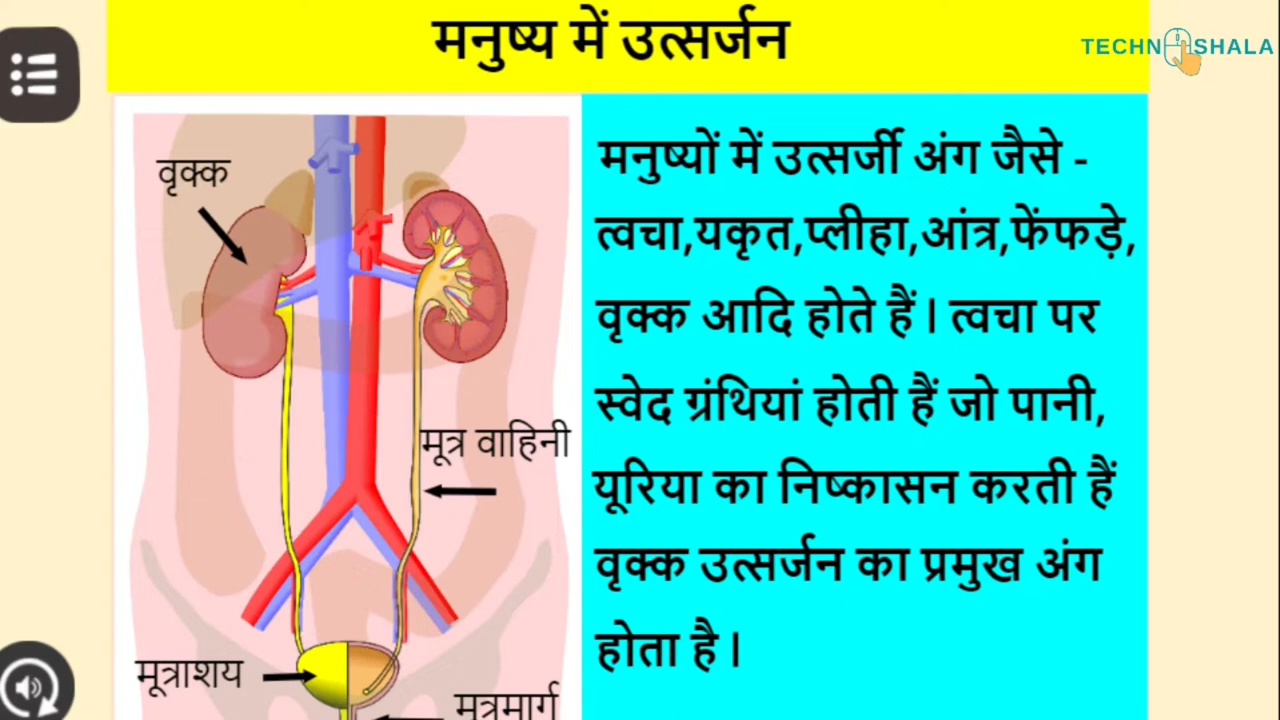 मनुष्य में उत्सर्जन
TECHNOSHALA
वृक्क
मूत्र वाहिनी
मूत्राशय
मूत्रमार्ग
मनुष्यों में उत्सर्जी अंग जैसे -
त्वचा,यकृत,प्लीहा,आंत्र,फेंफड़े,
वृक्क आदि होते हैं। त्वचा पर
स्वेद ग्रंथियां होती हैं जो पानी,
यूरिया का निष्कासन करती हैं
वृक्क उत्सर्जन का प्रमुख अंग
होता है।